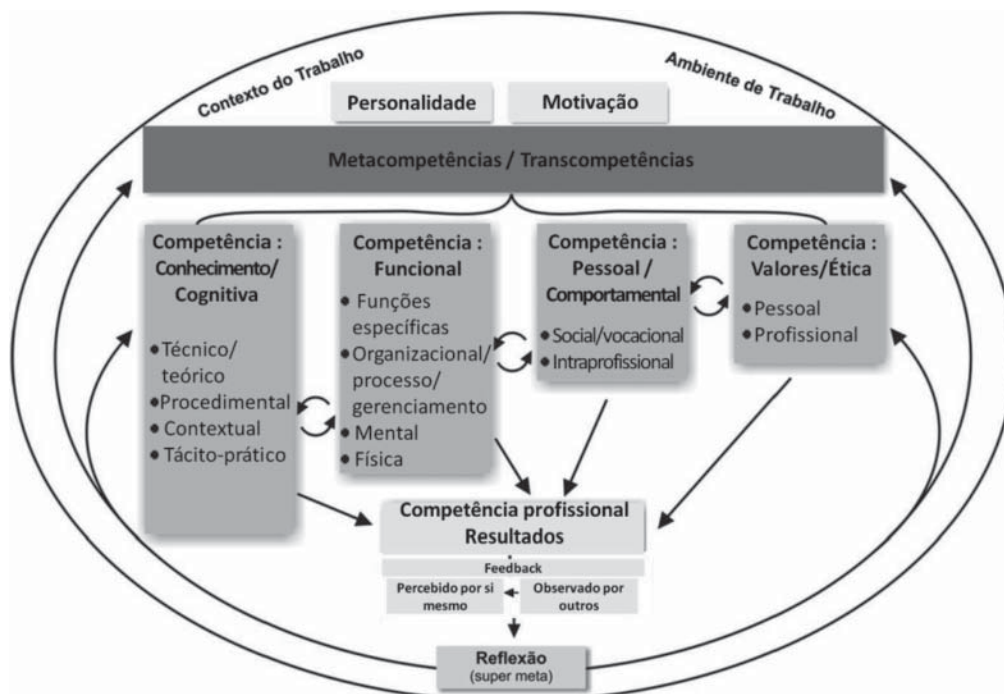 Contexto do Trabalho
Ambiente de Trabalho
Personalidade
Motivação
Metacompetências / Transcompetências
Competência :
Conhecimento/
Cognitiva
• Técnico/
teórico
• Procedimental
• Contextual
• Tácito-prático
Competência :
Funcional
• Funções
específicas
• Organizacional/
processo/
gerenciamento
• Mental
• Física
Competência :
Pessoal /
Comportamental
• Social/vocacional
• Intraprofissional
Competência :
Valores/Ética
• Pessoal
• Profissional
Competência profissional
Resultados
Feedback
Percebido por si
mesmo
Observado por
outros
Reflexão
(super meta)